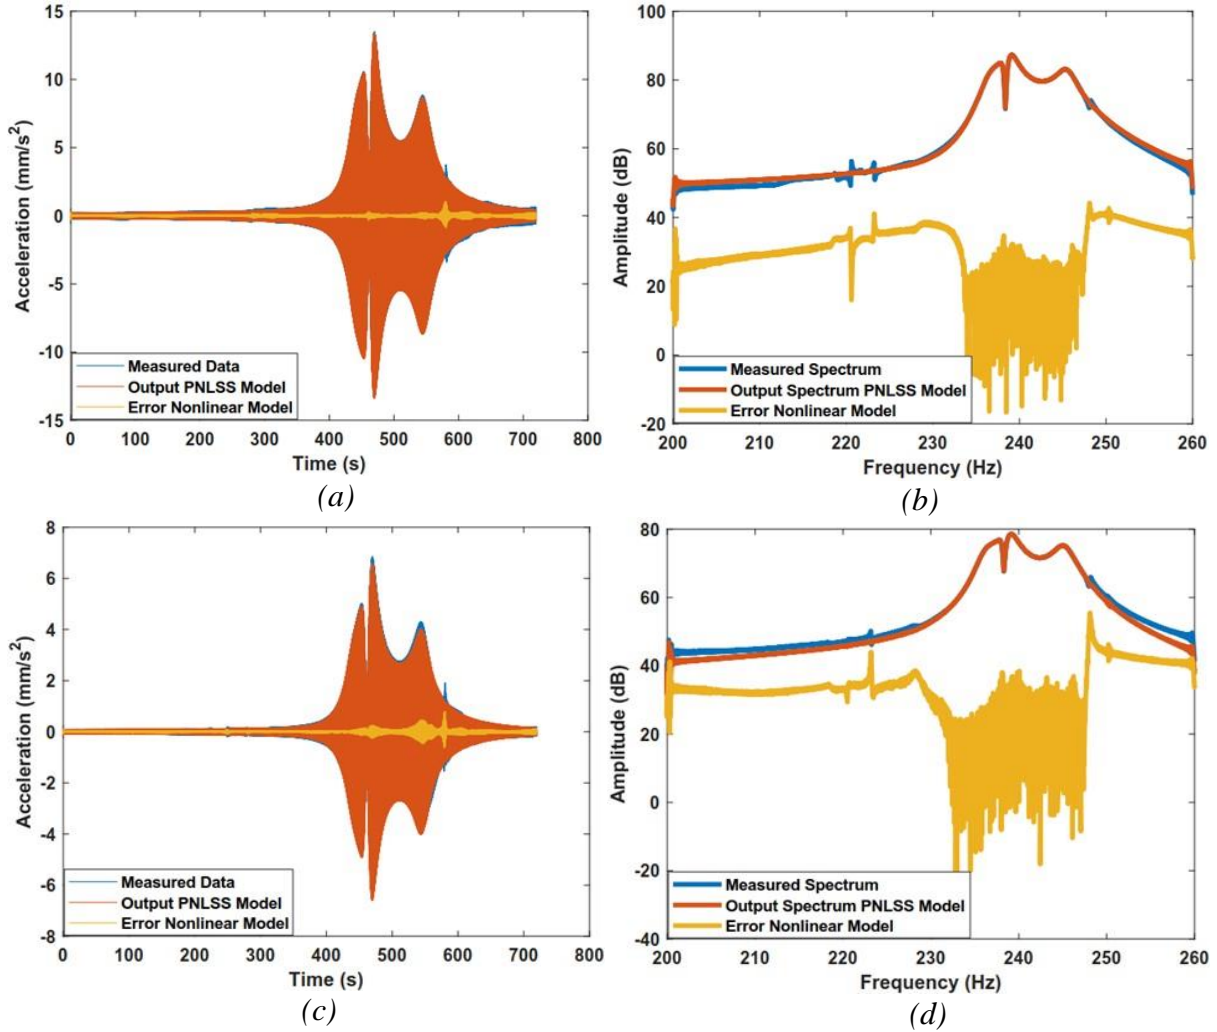 Acceleration (mm/s²)
15
10
5
0
-5
-10
-15
Measured Data
Output PNLSS Model
Error Nonlinear Model
0 100 200 300 400 500 600 700 800
Time (s)
(a)
Amplitude (dB)
100
80
60
40
20
0
-20
Measured Spectrum
Output Spectrum PNLSS Model
Error Nonlinear Model
200 210 220 230 240 250 260
Frequency (Hz)
(b)
Acceleration (mm/s²)
8
6
4
2
0
-2
-4
-6
-8
Measured Data
Output PNLSS Model
Error Nonlinear Model
0 100 200 300 400 500 600 700 800
Time (s)
(c)
Amplitude (dB)
80
60
40
20
0
-20
-40
Measured Spectrum
Output Spectrum PNLSS Model
Error Nonlinear Model
200 210 220 230 240 250 260
Frequency (Hz)
(d)